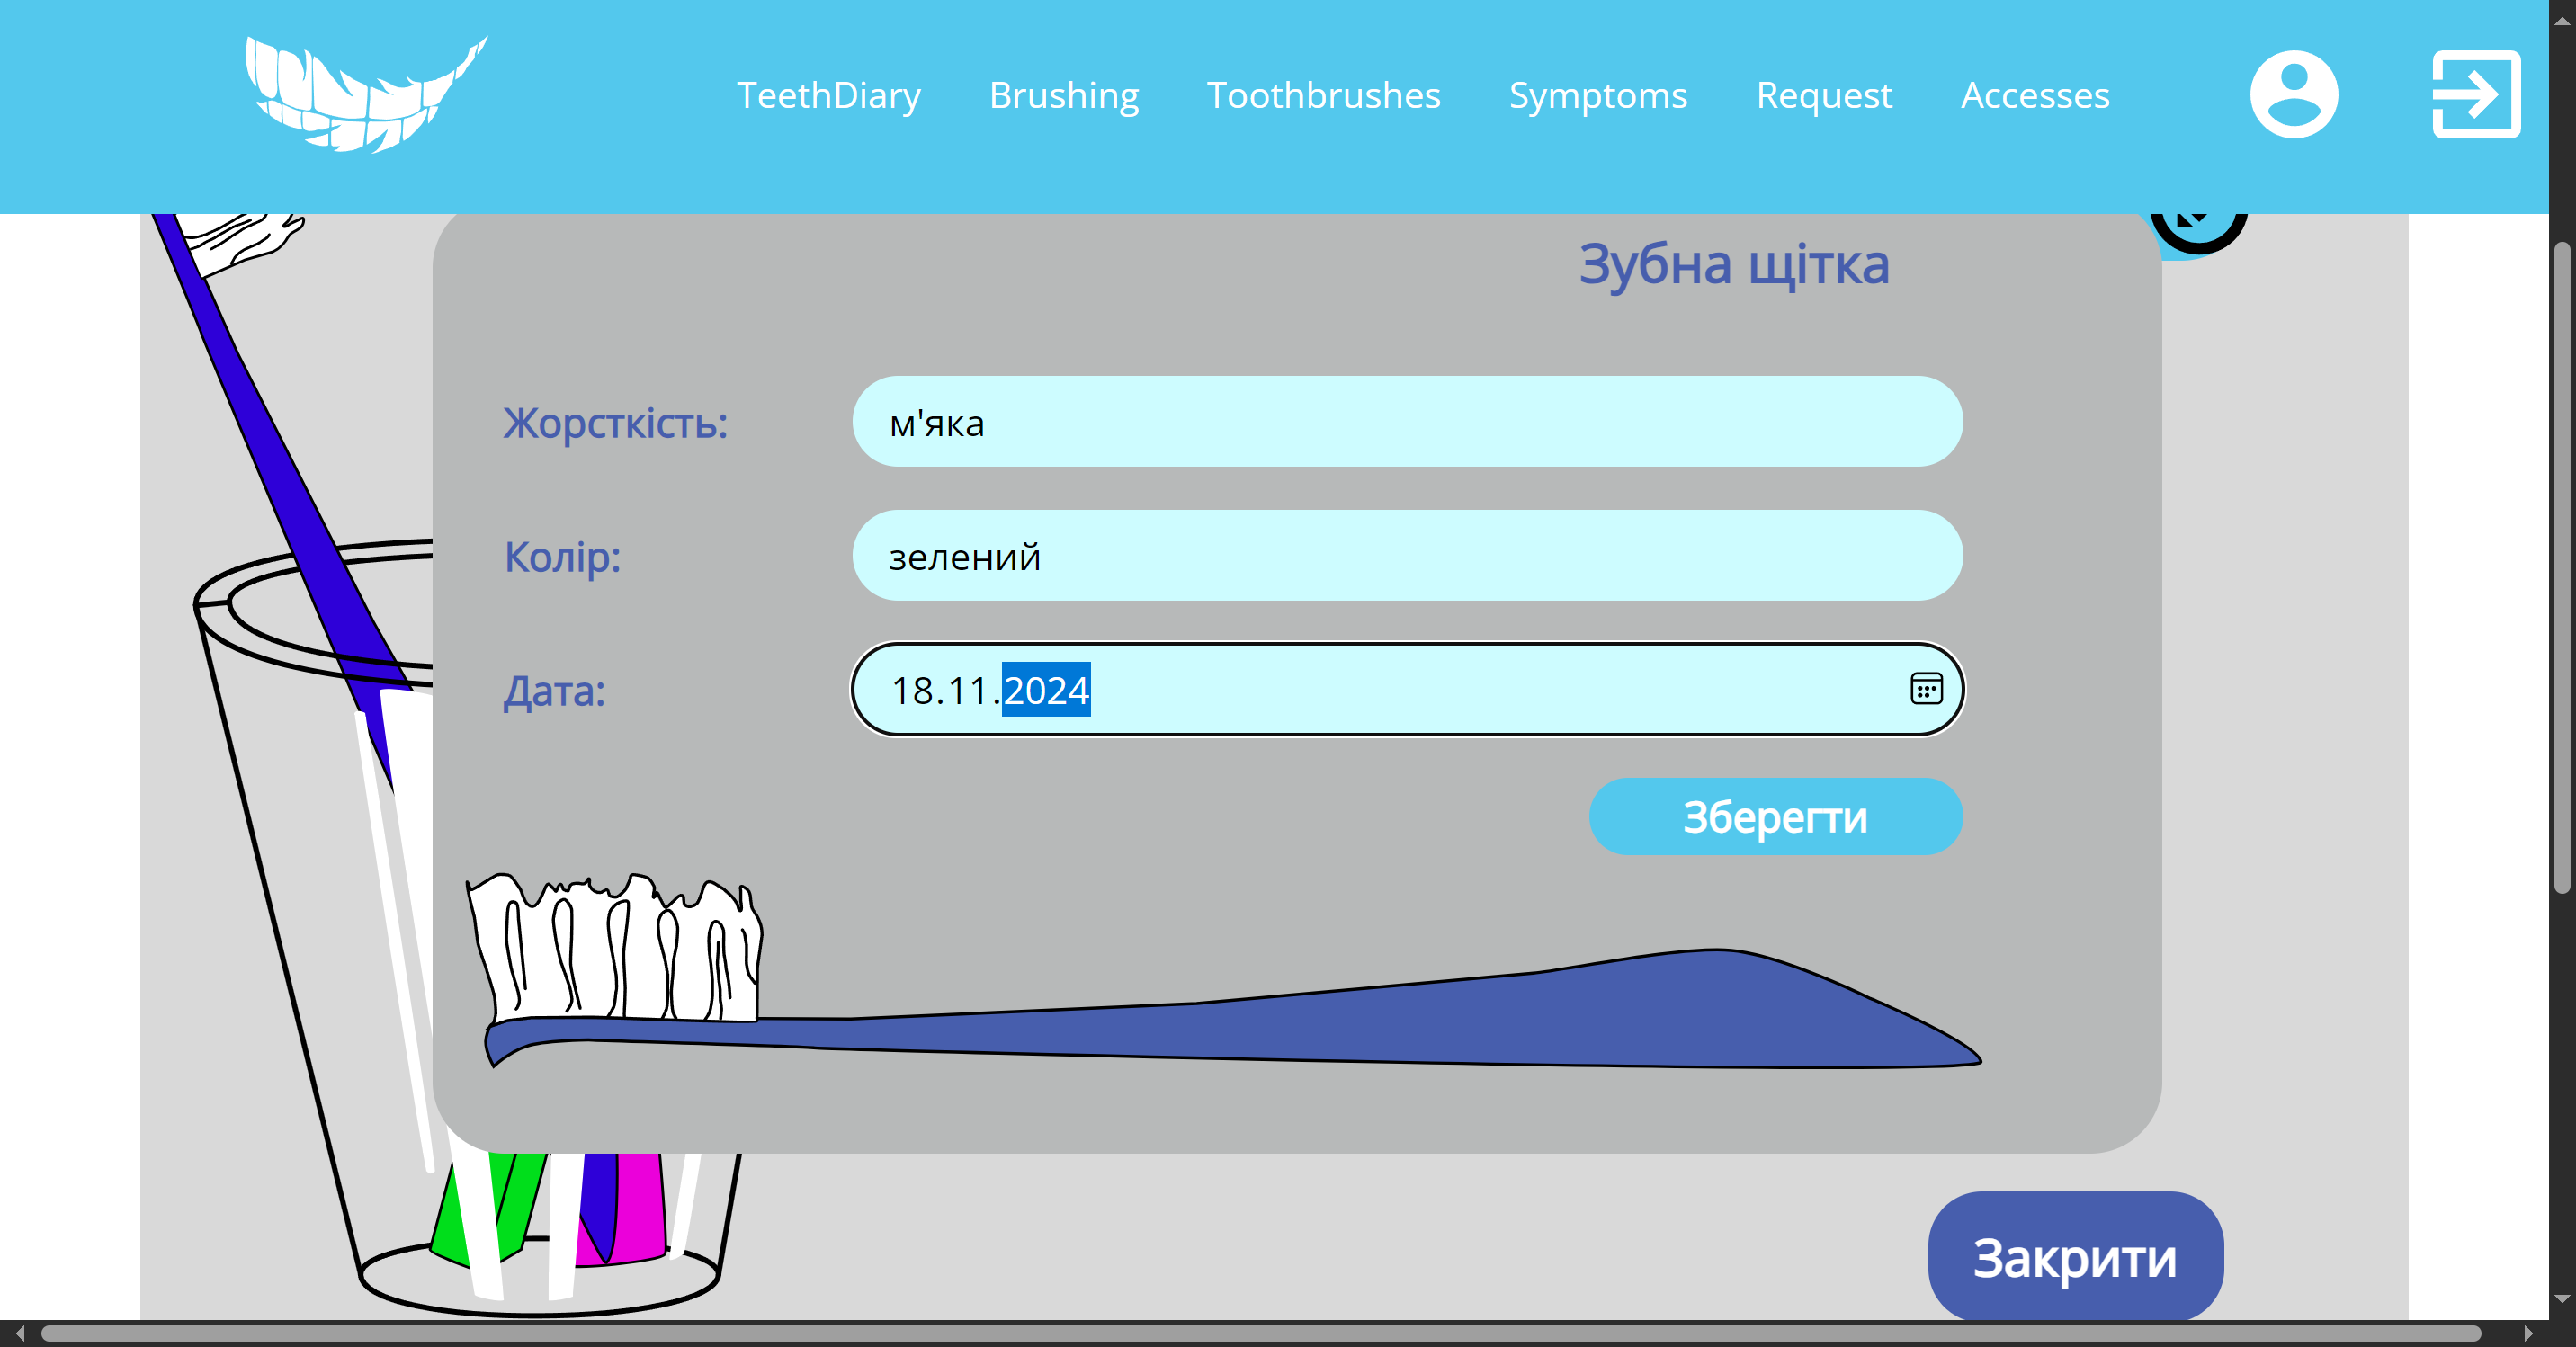 TeethDiary Brushing Toothbrushes Symptoms Request Accesses
Зубна щітка
Жорсткість: м'яка
Колір: зелений
Дата: 18.11.2024
Зберегти
Закрити